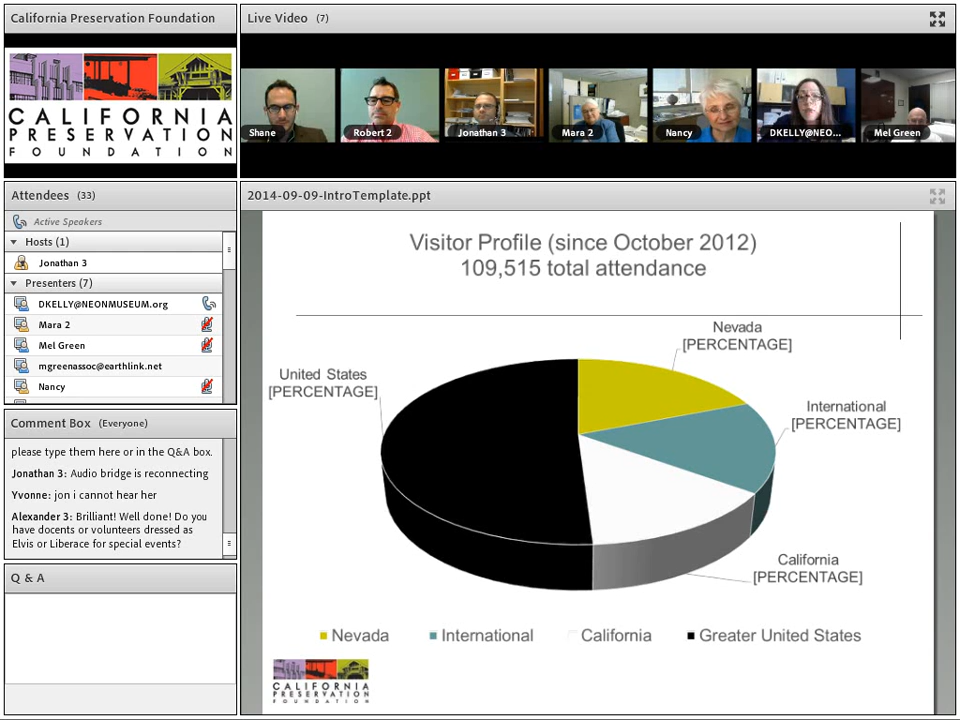 California Preservation Foundation
CALIFORNIA
PRESERVATION
FOUNDATION
Live Video (7)
Shane
Robert 2
Jonathan 3
Mara 2
Nancy
DKELLY@NEO...
Mel Green
Attendees (33)
Active Speakers
Hosts (1)
Jonathan 3
Presenters (7)
DKELLY@NEONMUSEUM.org
Mara 2
Mel Green
mgreenassoc@earthlink.net
Nancy
Comment Box (Everyone)
please type them here or in the Q&A box.
Jonathan 3: Audio bridge is reconnecting
Yvonne: jon i cannot hear her
Alexander 3: Brilliant! Well done! Do you
have docents or volunteers dressed as
Elvis or Liberace for special events?
Q & A
2014-09-09-IntroTemplate.ppt
Visitor Profile (since October 2012)
109,515 total attendance
Nevada
[PERCENTAGE]
United States
[PERCENTAGE]
International
[PERCENTAGE]
California
[PERCENTAGE]
Nevada International California Greater United States
CALIFORNIA
PRESERVATION
FOUNDATION